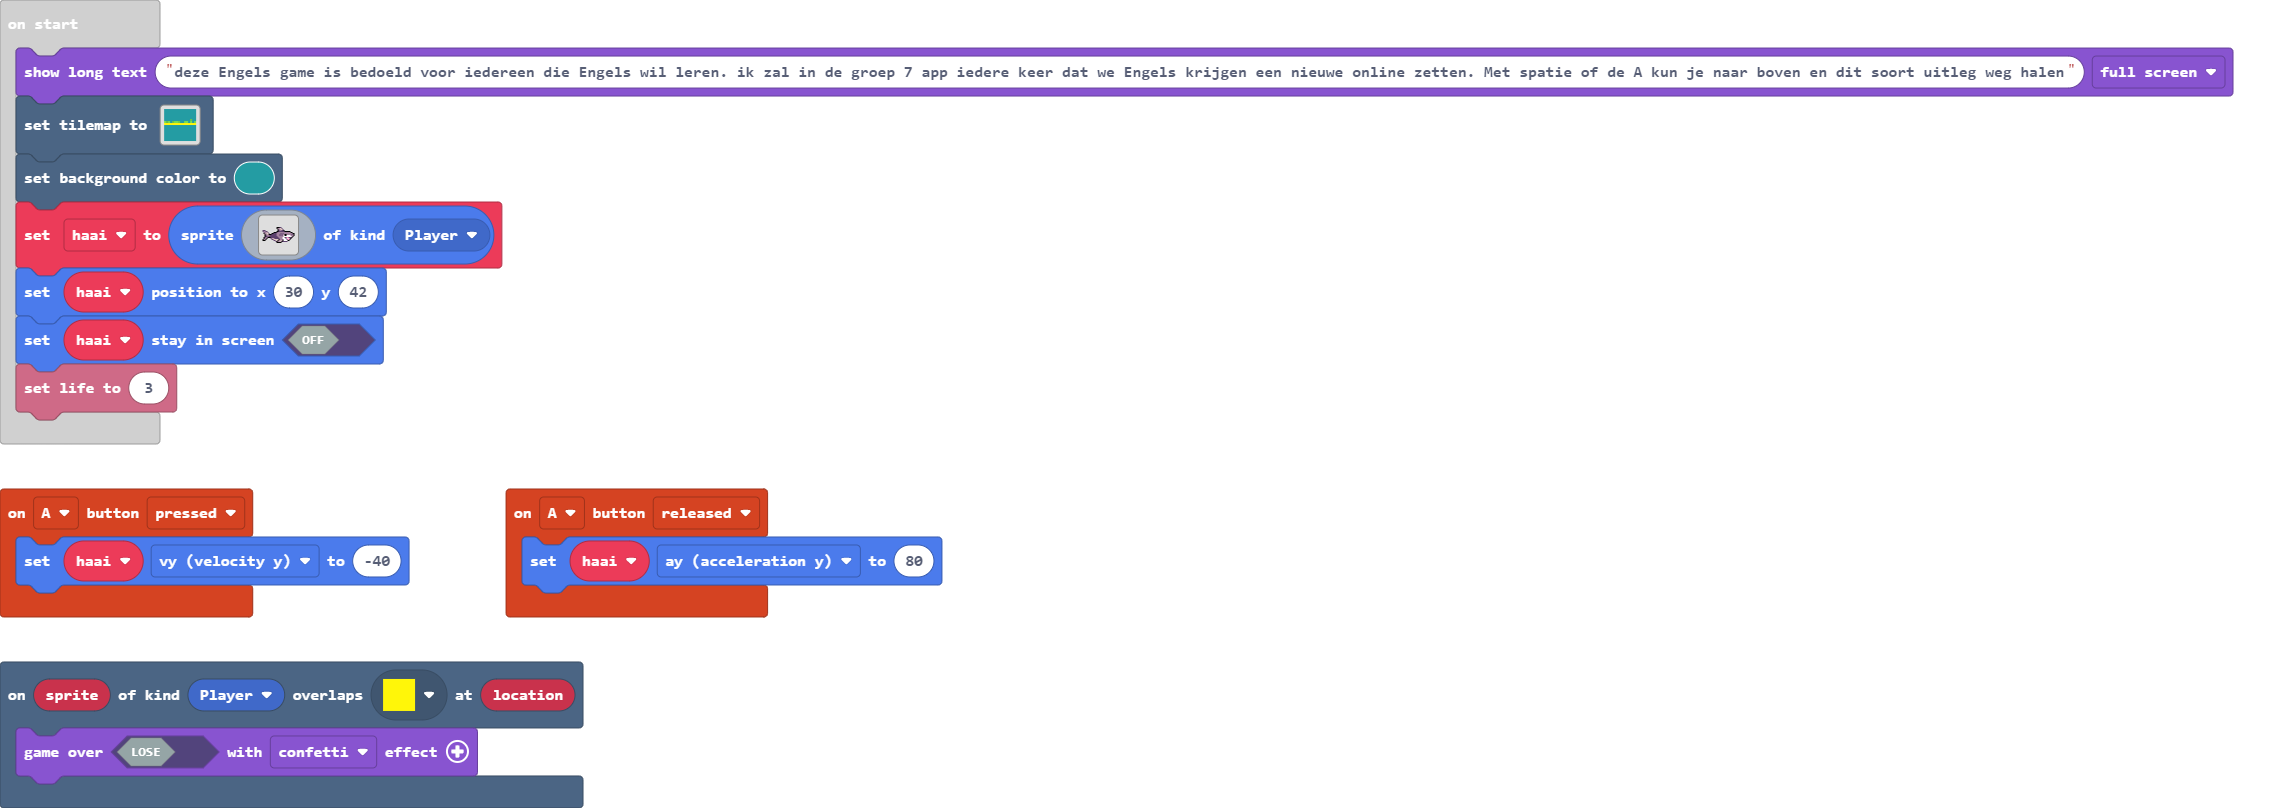 on start
show long text "deze Engels game is bedoeld voor iedereen die Engels wil leren. ik zal in de groep 7 app iedere keer dat we Engels krijgen een nieuwe online zetten. Met spatie of de A kun je naar boven en dit soort uitleg weg halen" full screen
set tilemap to
set background color to
set haai to sprite of kind Player
set haai position to x 30 y 42
set haai stay in screen OFF
set life to 3
on A button pressed
set haai vy (velocity y) to -40
on A button released
set haai ay (acceleration y) to 80
on sprite of kind Player overlaps at location
game over LOSE with confetti effect